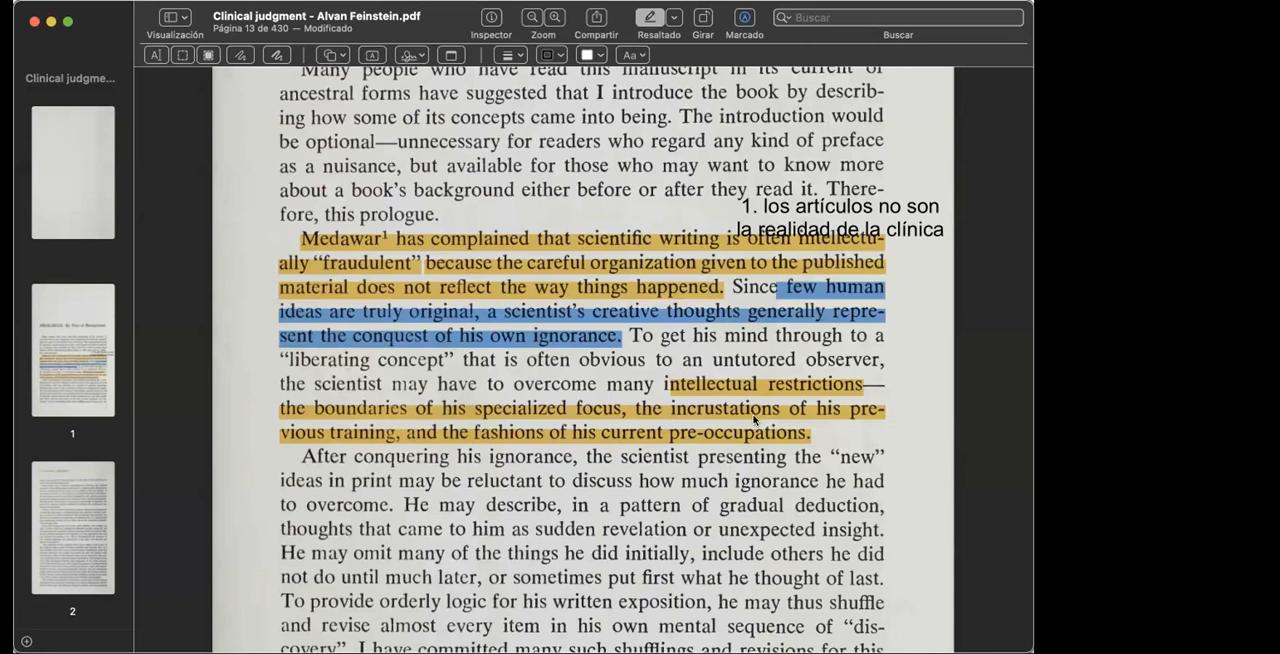 Clinical judgment - Alvan Feinstein.pdf
Página 13 de 430 — Modificado
Visualización
Inspector
Zoom
Compartir
Resaltado
Girar
Marcado
Buscar
Buscar
Aa
Clinical judgme...
1
2
Many people who have read this manuscript in its current or
ancestral forms have suggested that I introduce the book by describ-
ing how some of its concepts came into being. The introduction would
be optional—unnecessary for readers who regard any kind of preface
as a nuisance, but available for those who may want to know more
about a book's background either before or after they read it. There-
fore, this prologue.
1. los artículos no son
la realidad de la clínica
Medawar¹ has complained that scientific writing is often intellectu-
ally “fraudulent” because the careful organization given to the published
material does not reflect the way things happened. Since few human
ideas are truly original, a scientist's creative thoughts generally repre-
sent the conquest of his own ignorance. To get his mind through to a
“liberating concept” that is often obvious to an untutored observer,
the scientist may have to overcome many intellectual restrictions—
the boundaries of his specialized focus, the incrustations of his pre-
vious training, and the fashions of his current pre-occupations.
After conquering his ignorance, the scientist presenting the “new”
ideas in print may be reluctant to discuss how much ignorance he had
to overcome. He may describe, in a pattern of gradual deduction,
thoughts that came to him as sudden revelation or unexpected insight.
He may omit many of the things he did initially, include others he did
not do until much later, or sometimes put first what he thought of last.
To provide orderly logic for his written exposition, he may thus shuffle
and revise almost every item in his own mental sequence of “dis-
covery”. I have committed many such shufflings and revisions for this